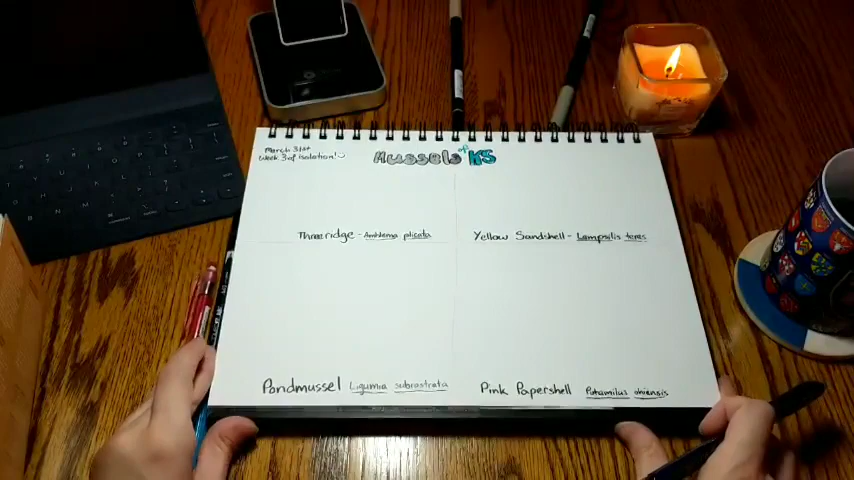 March 31st
Week 3 of isolation!
Mussels of KS
Threeridge - Amblema plicata
Yellow Sandshell - Lampsilis teres
Pondmussel Ligumia subrostrata
Pink Papershell Potamilus ohiensis